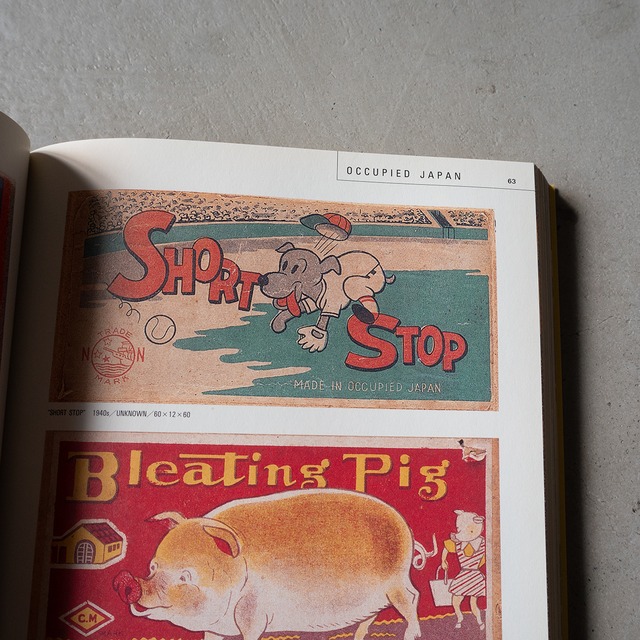 OCCUPIED JAPAN 63
SHORT
STOP
TRADE
N N
MARK
MADE IN OCCUPIED JAPAN
"SHORT STOP" 1940s／UNKNOWN／60×12×60
Bleating Pig
C.M